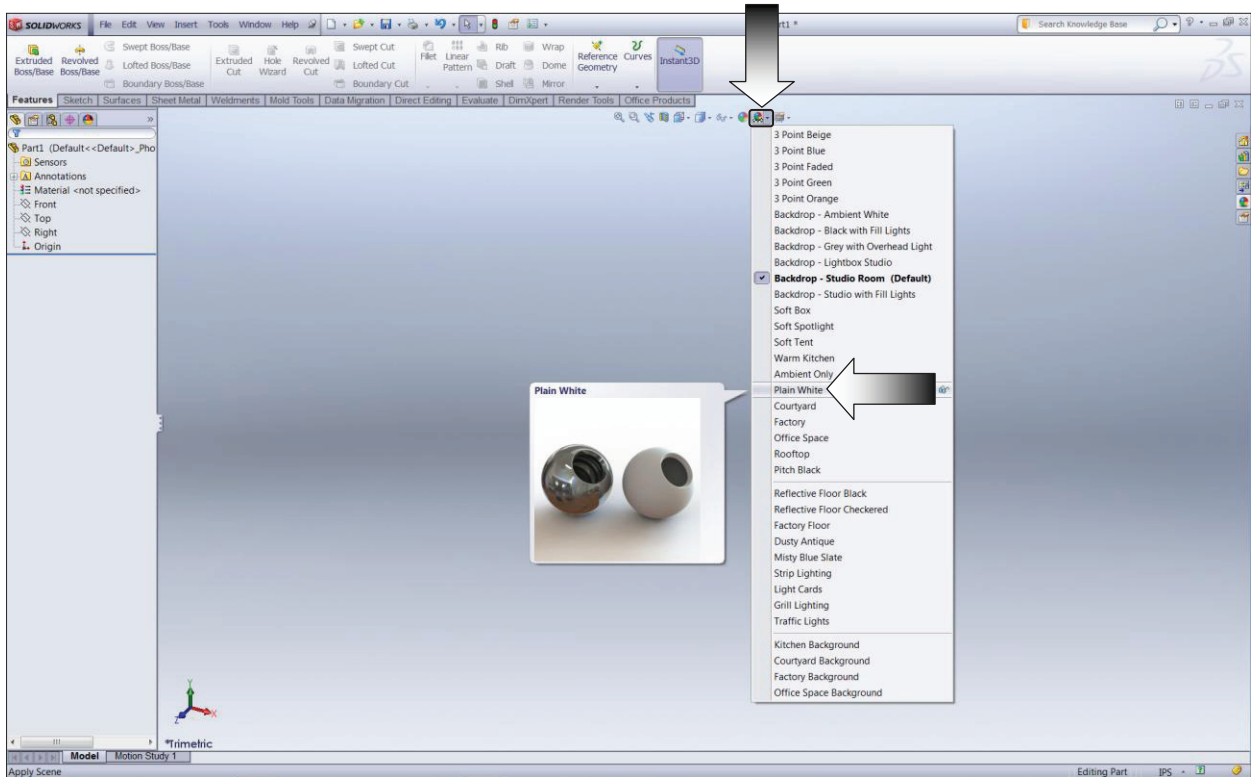 SOLIDWORKS File Edit View Insert Tools Window Help rt1 * Search Knowledge Base
Extruded Boss/Base
Revolved Boss/Base
Swept Boss/Base
Lofted Boss/Base
Boundary Boss/Base
Extruded Cut
Hole Wizard
Revolved Cut
Swept Cut
Lofted Cut
Boundary Cut
Fillet
Linear Pattern
Rib
Draft
Shell
Wrap
Dome
Mirror
Reference Geometry
Curves
Instant3D
Features Sketch Surfaces Sheet Metal Weldments Mold Tools Data Migration Direct Editing Evaluate DimXpert Render Tools Office Products
Part1 (Default<<Default>_Pho
Sensors
Annotations
Material <not specified>
Front
Top
Right
Origin
3 Point Beige
3 Point Blue
3 Point Faded
3 Point Green
3 Point Orange
Backdrop - Ambient White
Backdrop - Black with Fill Lights
Backdrop - Grey with Overhead Light
Backdrop - Lightbox Studio
Backdrop - Studio Room (Default)
Backdrop - Studio with Fill Lights
Soft Box
Soft Spotlight
Soft Tent
Warm Kitchen
Ambient Only
Plain White
Courtyard
Factory
Office Space
Rooftop
Pitch Black
Reflective Floor Black
Reflective Floor Checkered
Factory Floor
Dusty Antique
Misty Blue Slate
Strip Lighting
Light Cards
Grill Lighting
Traffic Lights
Kitchen Background
Courtyard Background
Factory Background
Office Space Background
Plain White
Y
X
Z
*Trimetric
Model Motion Study 1
Apply Scene Editing Part IPS